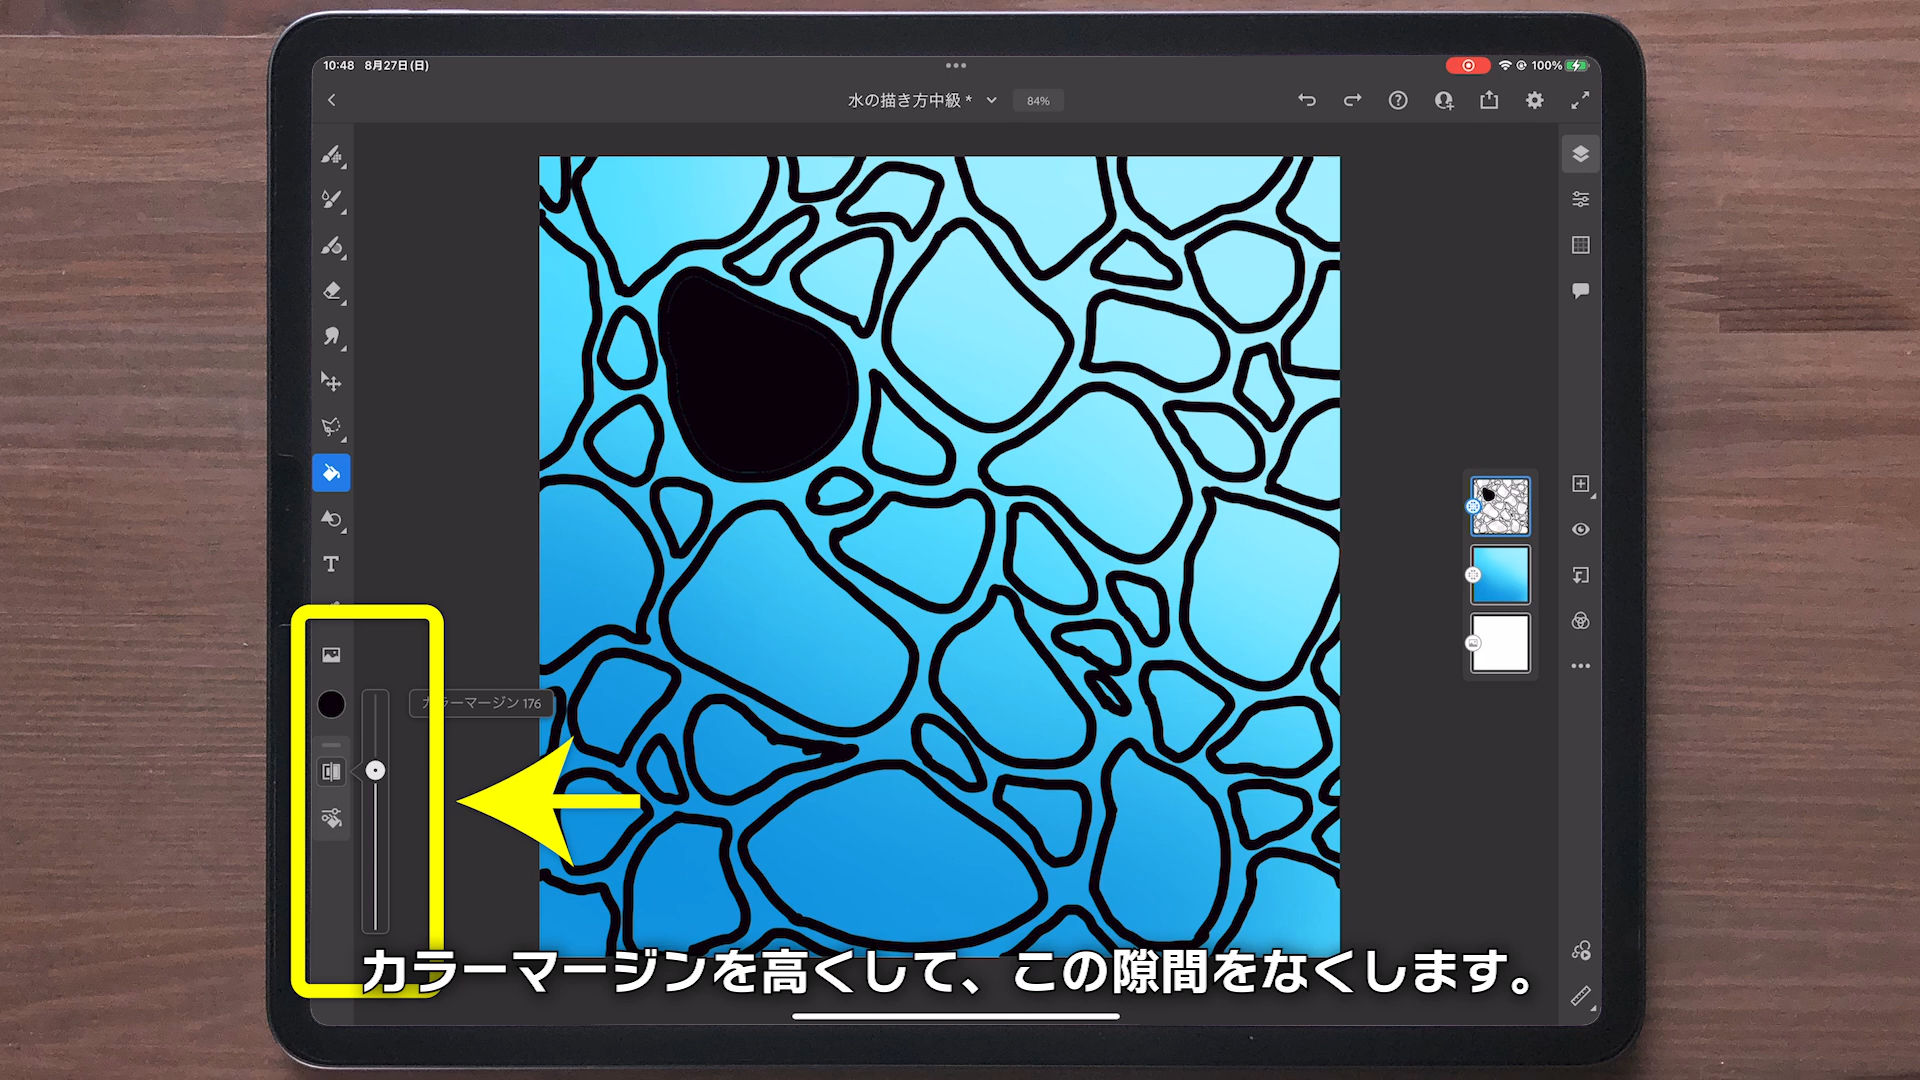 10:48 8月27日(日)
100%
水の描き方中級 *
84%
T
カラーマージン 176
カラーマージンを高くして、この隙間をなくします。